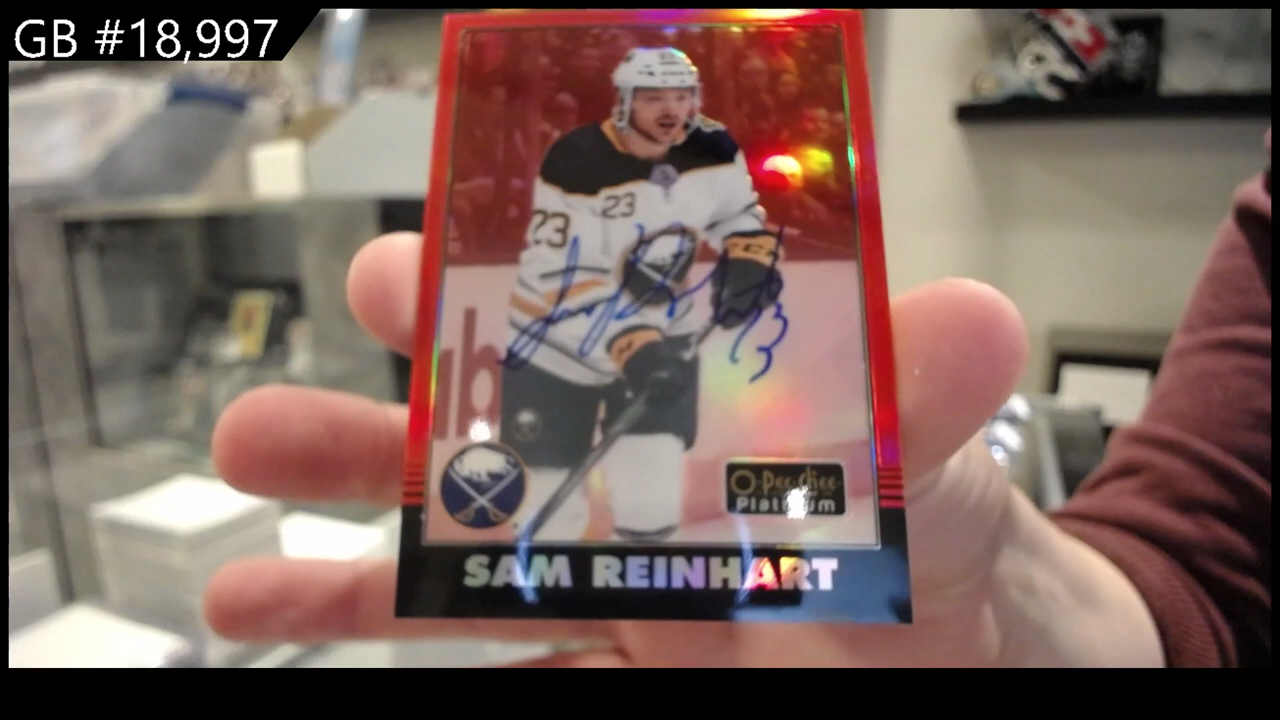 GB #18,997
23
23
O-Pee-Chee
Platinum
SAM REINHART